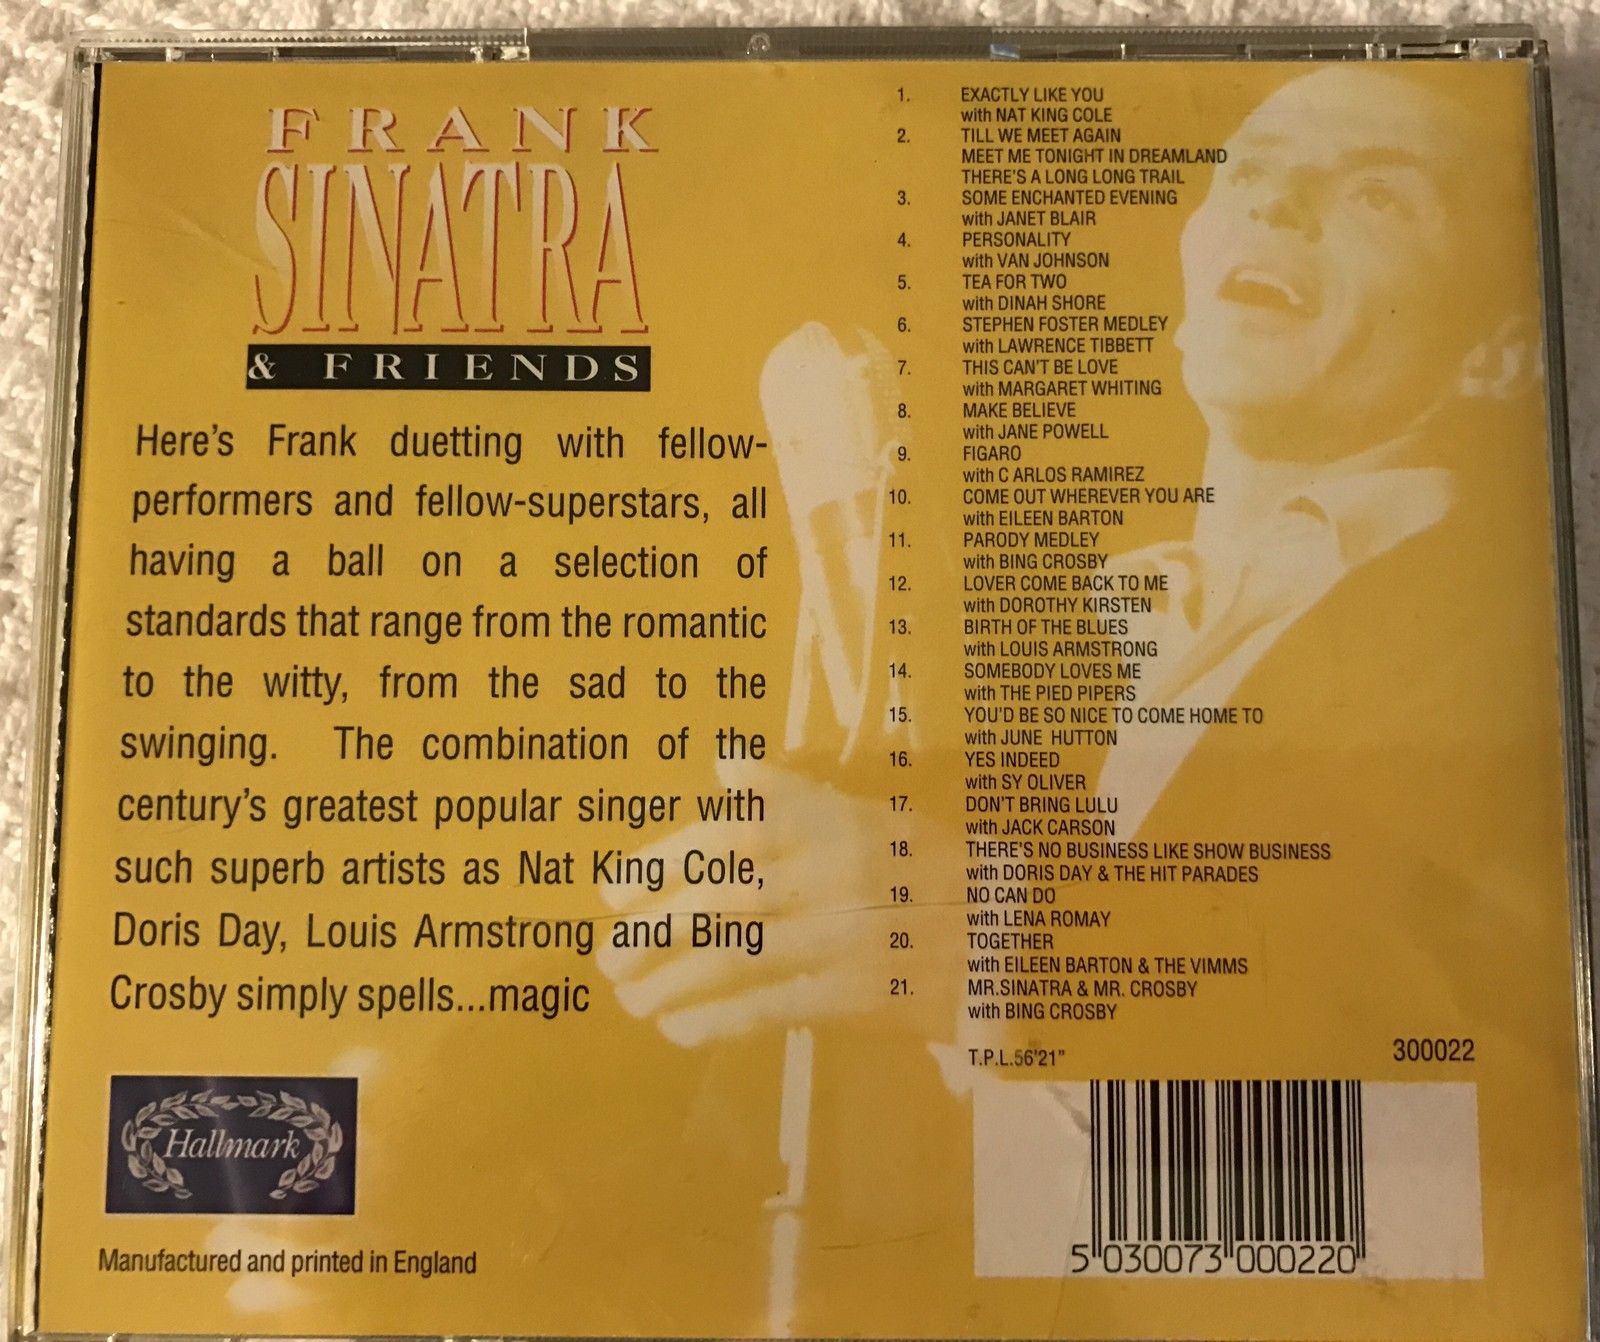 FRANK
SINATRA
& FRIENDS
Here's Frank duetting with fellow-
performers and fellow-superstars, all
having a ball on a selection of
standards that range from the romantic
to the witty, from the sad to the
swinging. The combination of the
century's greatest popular singer with
such superb artists as Nat King Cole,
Doris Day, Louis Armstrong and Bing
Crosby simply spells...magic
Hallmark
Manufactured and printed in England
1. EXACTLY LIKE YOU
with NAT KING COLE
2. TILL WE MEET AGAIN
MEET ME TONIGHT IN DREAMLAND
THERE'S A LONG LONG TRAIL
3. SOME ENCHANTED EVENING
with JANET BLAIR
4. PERSONALITY
with VAN JOHNSON
5. TEA FOR TWO
with DINAH SHORE
6. STEPHEN FOSTER MEDLEY
with LAWRENCE TIBBETT
7. THIS CAN'T BE LOVE
with MARGARET WHITING
8. MAKE BELIEVE
with JANE POWELL
9. FIGARO
with C ARLOS RAMIREZ
10. COME OUT WHEREVER YOU ARE
with EILEEN BARTON
11. PARODY MEDLEY
with BING CROSBY
12. LOVER COME BACK TO ME
with DOROTHY KIRSTEN
13. BIRTH OF THE BLUES
with LOUIS ARMSTRONG
14. SOMEBODY LOVES ME
with THE PIED PIPERS
15. YOU'D BE SO NICE TO COME HOME TO
with JUNE HUTTON
16. YES INDEED
with SY OLIVER
17. DON'T BRING LULU
with JACK CARSON
18. THERE'S NO BUSINESS LIKE SHOW BUSINESS
with DORIS DAY & THE HIT PARADES
19. NO CAN DO
with LENA ROMAY
20. TOGETHER
with EILEEN BARTON & THE VIMMS
21. MR.SINATRA & MR. CROSBY
with BING CROSBY
T.P.L.56'21"
300022
5 030073 000220